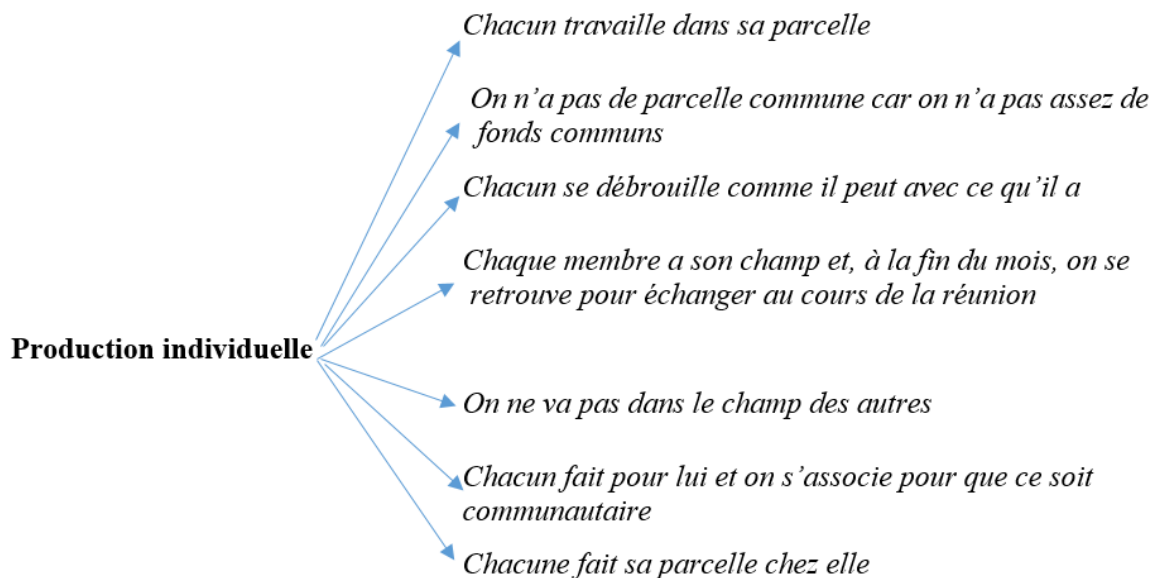 Chacun travaille dans sa parcelle
On n’a pas de parcelle commune car on n’a pas assez de
fonds communs
Chacun se débrouille comme il peut avec ce qu’il a
Chaque membre a son champ et, à la fin du mois, on se
retrouve pour échanger au cours de la réunion
Production individuelle
On ne va pas dans le champ des autres
Chacun fait pour lui et on s’associe pour que ce soit
communautaire
Chacune fait sa parcelle chez elle